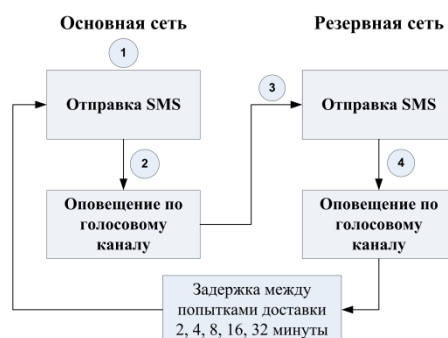 Основная сеть
Резервная сеть
1
Отправка SMS
3
Отправка SMS
2
4
Оповещение по
голосовому
каналу
Оповещение по
голосовому
каналу
Задержка между
попытками доставки
2, 4, 8, 16, 32 минуты